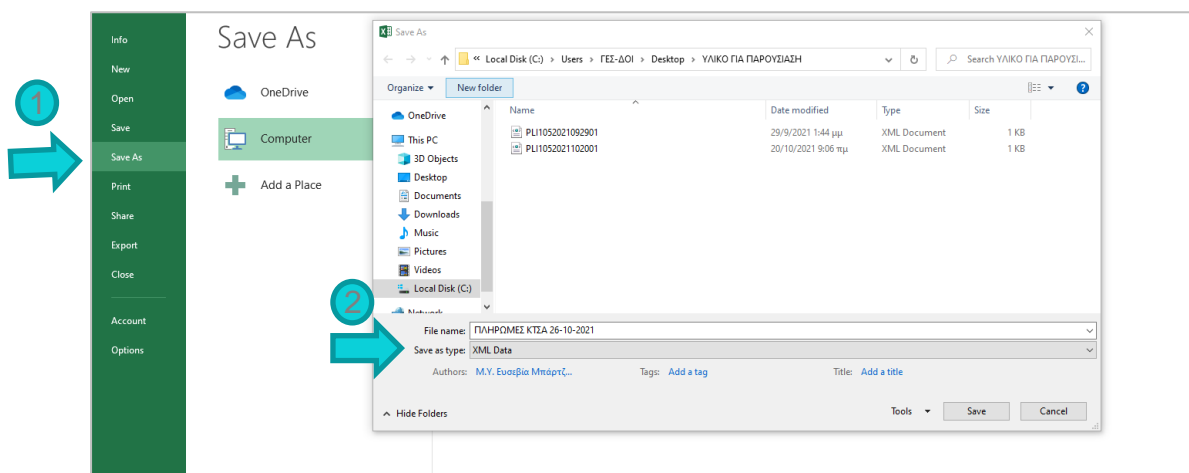 Info
New
Open
Save
Save As
Print
Share
Export
Close
Account
Options
1
Save As
OneDrive
Computer
Add a Place
Save As
« Local Disk (C:) > Users > ΓΕΣ-ΔΟΙ > Desktop > ΥΛΙΚΟ ΓΙΑ ΠΑΡΟΥΣΙΑΣΗ
Search ΥΛΙΚΟ ΓΙΑ ΠΑΡΟΥΣΙ...
Organize New folder
OneDrive
This PC
3D Objects
Desktop
Documents
Downloads
Music
Pictures
Videos
Local Disk (C:)
Network
Name Date modified Type Size
PLI1052021092901 29/9/2021 1:44 μμ XML Document 1 KB
PLI1052021102001 20/10/2021 9:06 πμ XML Document 1 KB
2
File name: ΠΛΗΡΩΜΕΣ ΚΤΣΑ 26-10-2021
Save as type: XML Data
Authors: Μ.Υ. Ευσεβία Μπάρτζ... Tags: Add a tag Title: Add a title
Hide Folders Tools Save Cancel